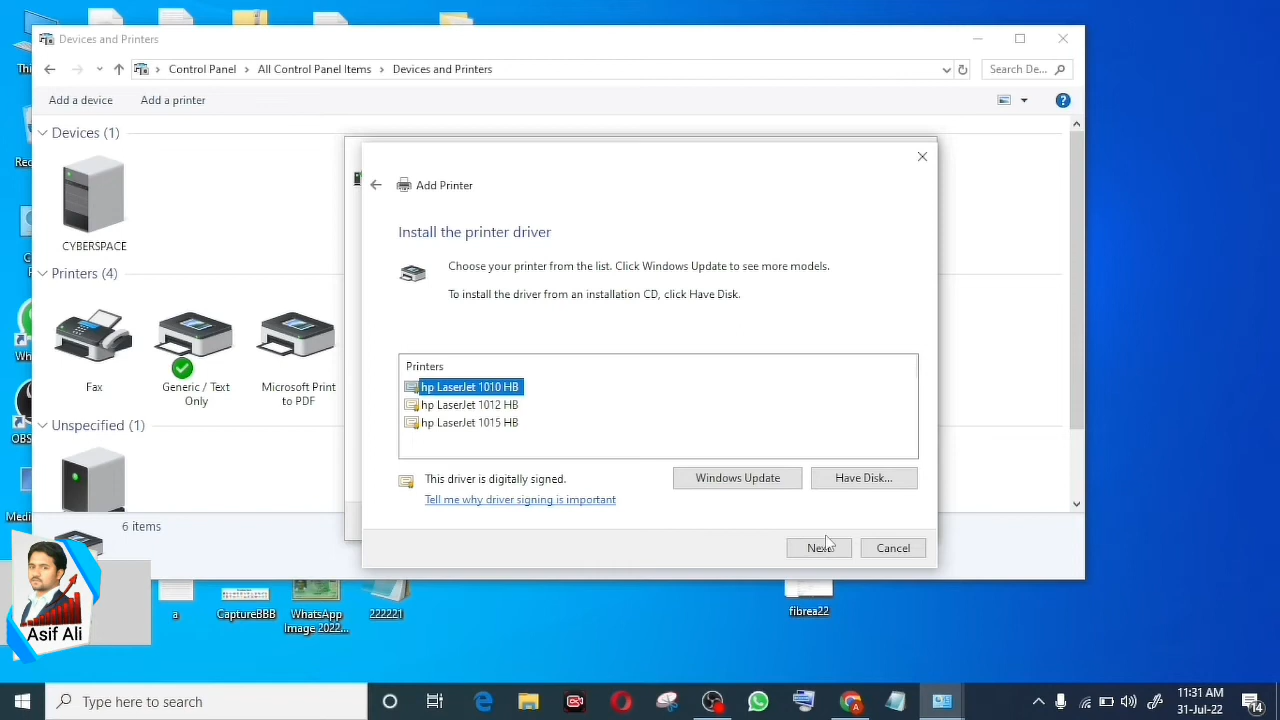 Devices and Printers
Control Panel > All Control Panel Items > Devices and Printers
Search De...
Add a device
Add a printer
Devices (1)
CYBERSPACE
Printers (4)
Fax
Generic / Text
Only
Microsoft Print
to PDF
Unspecified (1)
6 items
Add Printer
Install the printer driver
Choose your printer from the list. Click Windows Update to see more models.
To install the driver from an installation CD, click Have Disk.
Printers
hp LaserJet 1010 HB
hp LaserJet 1012 HB
hp LaserJet 1015 HB
This driver is digitally signed.
Tell me why driver signing is important
Windows Update
Have Disk...
Next
Cancel
Asif Ali
a
CaptureBBB
WhatsApp
Image 2022...
222221
fibrea22
Type here to search
11:31 AM
31-Jul-22
14